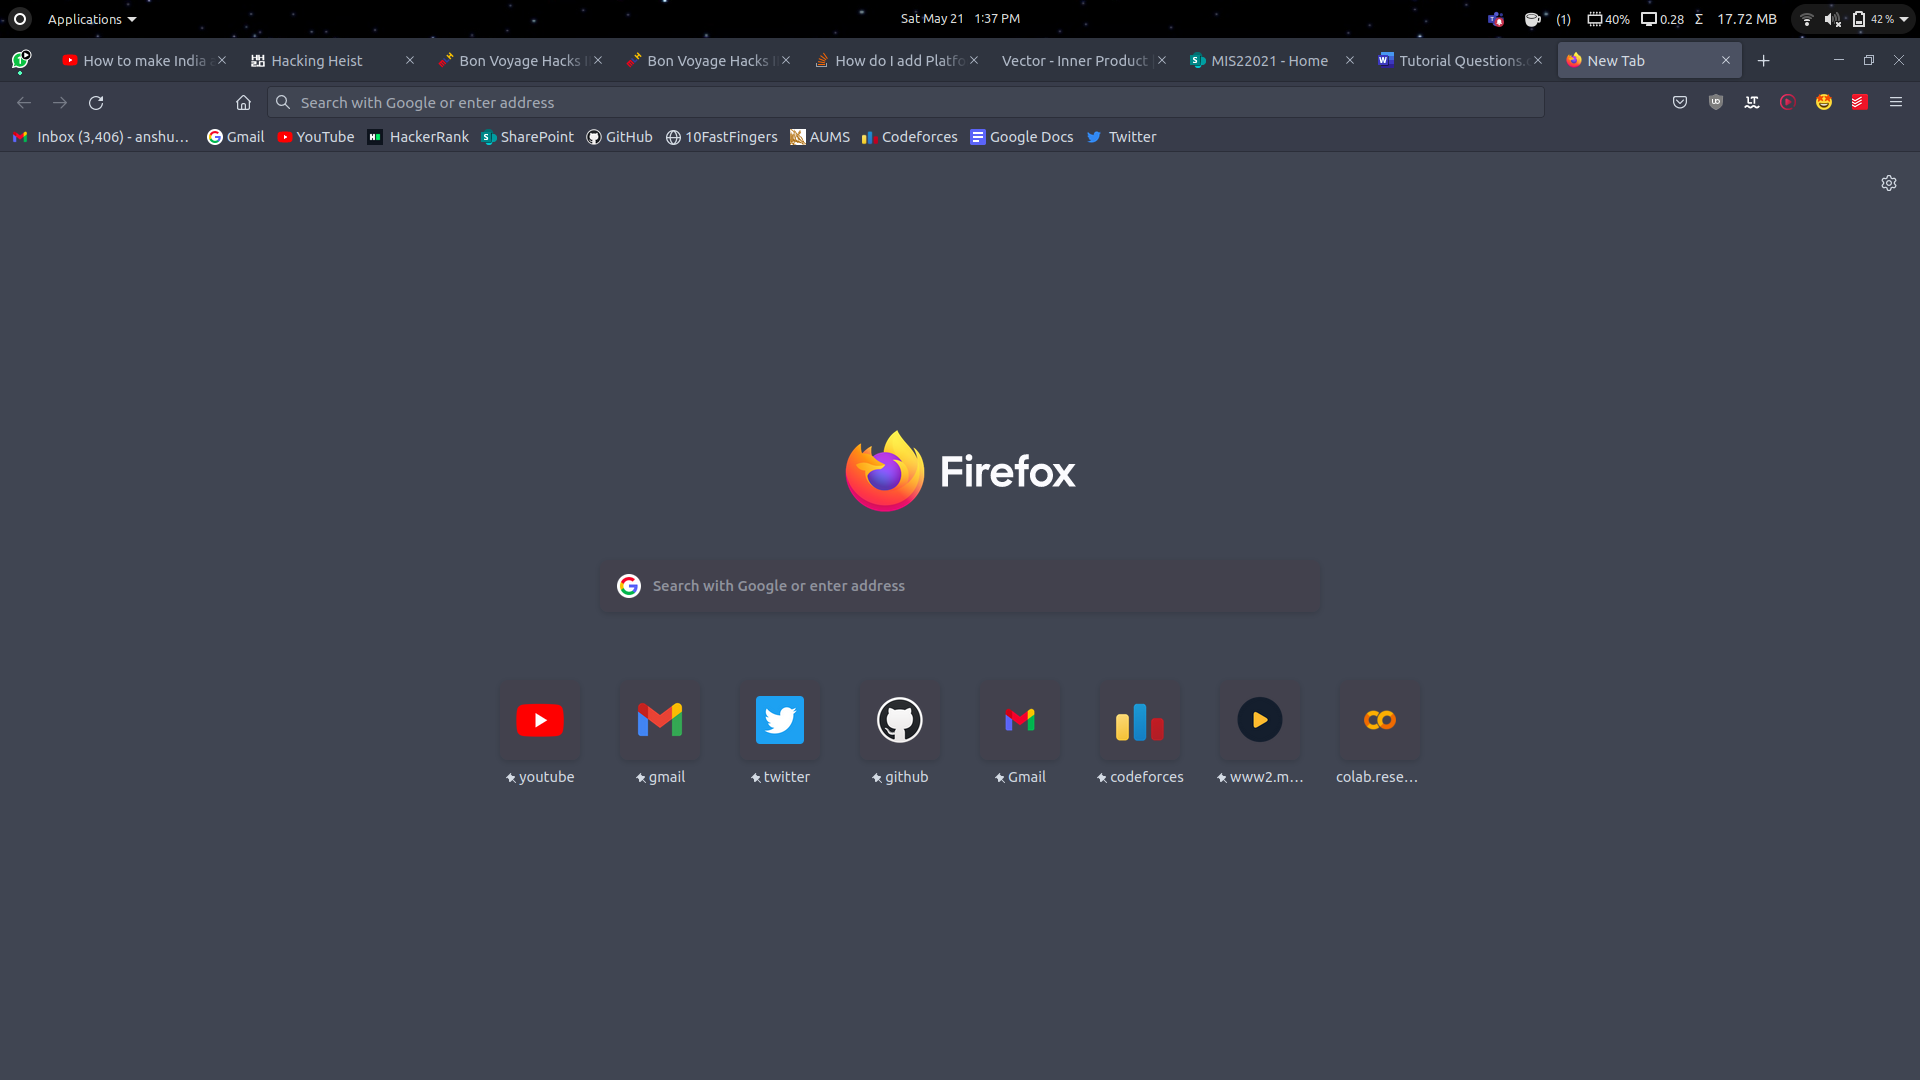 Applications
Sat May 21 1:37 PM
(1) 40% 0.28 Σ 17.72 MB 42 %
How to make India
Hacking Heist
Bon Voyage Hacks
Bon Voyage Hacks
How do I add Platfo
Vector - Inner Product
MIS22021 - Home
Tutorial Questions.
New Tab
Search with Google or enter address
Inbox (3,406) - anshu...
Gmail
YouTube
HackerRank
SharePoint
GitHub
10FastFingers
AUMS
Codeforces
Google Docs
Twitter
Firefox
Search with Google or enter address
youtube
gmail
twitter
github
Gmail
codeforces
www2.m...
colab.rese...